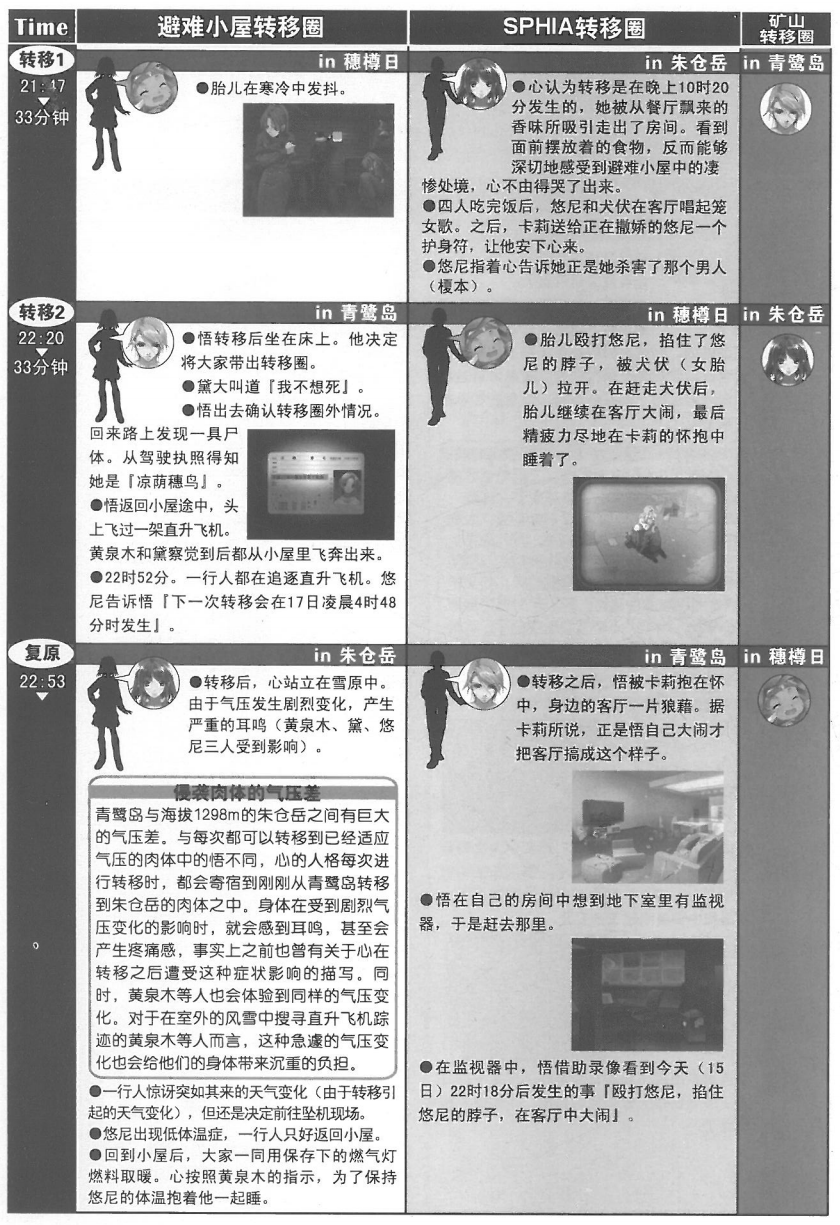 Time
避难小屋转移圈
SPHIA转移圈
矿山
转移圈
转移1
21:47
33分钟
in 穗樽日
●胎儿在寒冷中发抖。
in 朱仓岳
●心认为转移是在晚上10时20
分发生的，她被从餐厅飘来的
香味所吸引走出了房间。看到
面前摆放着的食物，反而能够
深切地感受到避难小屋中的凄
惨处境，心不由得哭了出来。
●四人吃完饭后，悠尼和犬伏在客厅唱起笼
女歌。之后，卡莉送给正在撒娇的悠尼一个
护身符，让他安下心来。
●悠尼指着心告诉她正是她杀害了那个男人
（榎本）。
in 青鹭岛
转移2
22:20
33分钟
in 青鹭岛
●悟转移后坐在床上。他决定
将大家带出转移圈。
●黛大叫道『我不想死』。
●悟出去确认转移圈外情况。
回来路上发现一具尸
体。从驾驶执照得知
她是『凉荫穗鸟』。
●悟返回小屋途中，头
上飞过一架直升飞机。
黄泉木和黛察觉到后都从小屋里飞奔出来。
●22时52分。一行人都在追逐直升飞机。悠
尼告诉悟『下一次转移会在17日凌晨4时48
分时发生』。
in 穗樽日
●胎儿殴打悠尼，掐住了悠
尼的脖子，被犬伏（女胎
儿）拉开。在赶走犬伏后，
胎儿继续在客厅大闹，最后
精疲力尽地在卡莉的怀抱中
睡着了。
in 朱仓岳
复原
22:53
in 朱仓岳
●转移后，心站立在雪原中。
由于气压发生剧烈变化，产生
严重的耳鸣（黄泉木、黛、悠
尼三人受到影响）。
侵袭肉体的气压差
青鹭岛与海拔1298m的朱仓岳之间有巨大
的气压差。与每次都可以转移到已经适应
气压的肉体中的悟不同，心的人格每次进
行转移时，都会寄宿到刚刚从青鹭岛转移
到朱仓岳的肉体之中。身体在受到剧烈气
压变化的影响时，就会感到耳鸣，甚至会
产生疼痛感，事实上之前也曾有关于心在
转移之后遭受这种症状影响的描写。同
时，黄泉木等人也会体验到同样的气压变
化。对于在室外的风雪中搜寻直升飞机踪
迹的黄泉木等人而言，这种急遽的气压变
化也会给他们的身体带来沉重的负担。
●一行人惊讶突如其来的天气变化（由于转移引
起的天气变化），但还是决定前往坠机现场。
●悠尼出现低体温症，一行人只好返回小屋。
●回到小屋后，大家一同用保存下的燃气灯
燃料取暖。心按照黄泉木的指示，为了保持
悠尼的体温抱着他一起睡。
in 青鹭岛
●转移之后，悟被卡莉抱在怀
中，身边的客厅一片狼藉。据
卡莉所说，正是悟自己大闹才
把客厅搞成这个样子。
●悟在自己的房间中想到地下室里有监视
器，于是赶去那里。
●在监视器中，悟借助录像看到今天（15
日）22时18分后发生的事『殴打悠尼，掐住
悠尼的脖子，在客厅中大闹』。
in 穗樽日